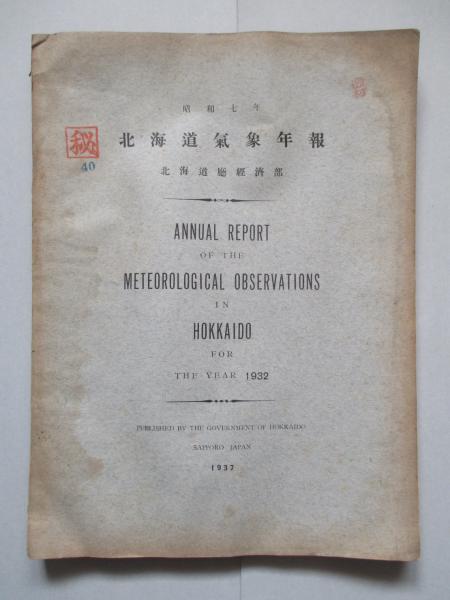 昭和七年
秘
40
北海道氣象年報
北海道廳經濟部
ANNUAL REPORT
OF THE
METEOROLOGICAL OBSERVATIONS
IN
HOKKAIDO
FOR
THE YEAR 1932
PUBLISHED BY THE GOVERNMENT OF HOKKAIDO
SAPPORO JAPAN
1937